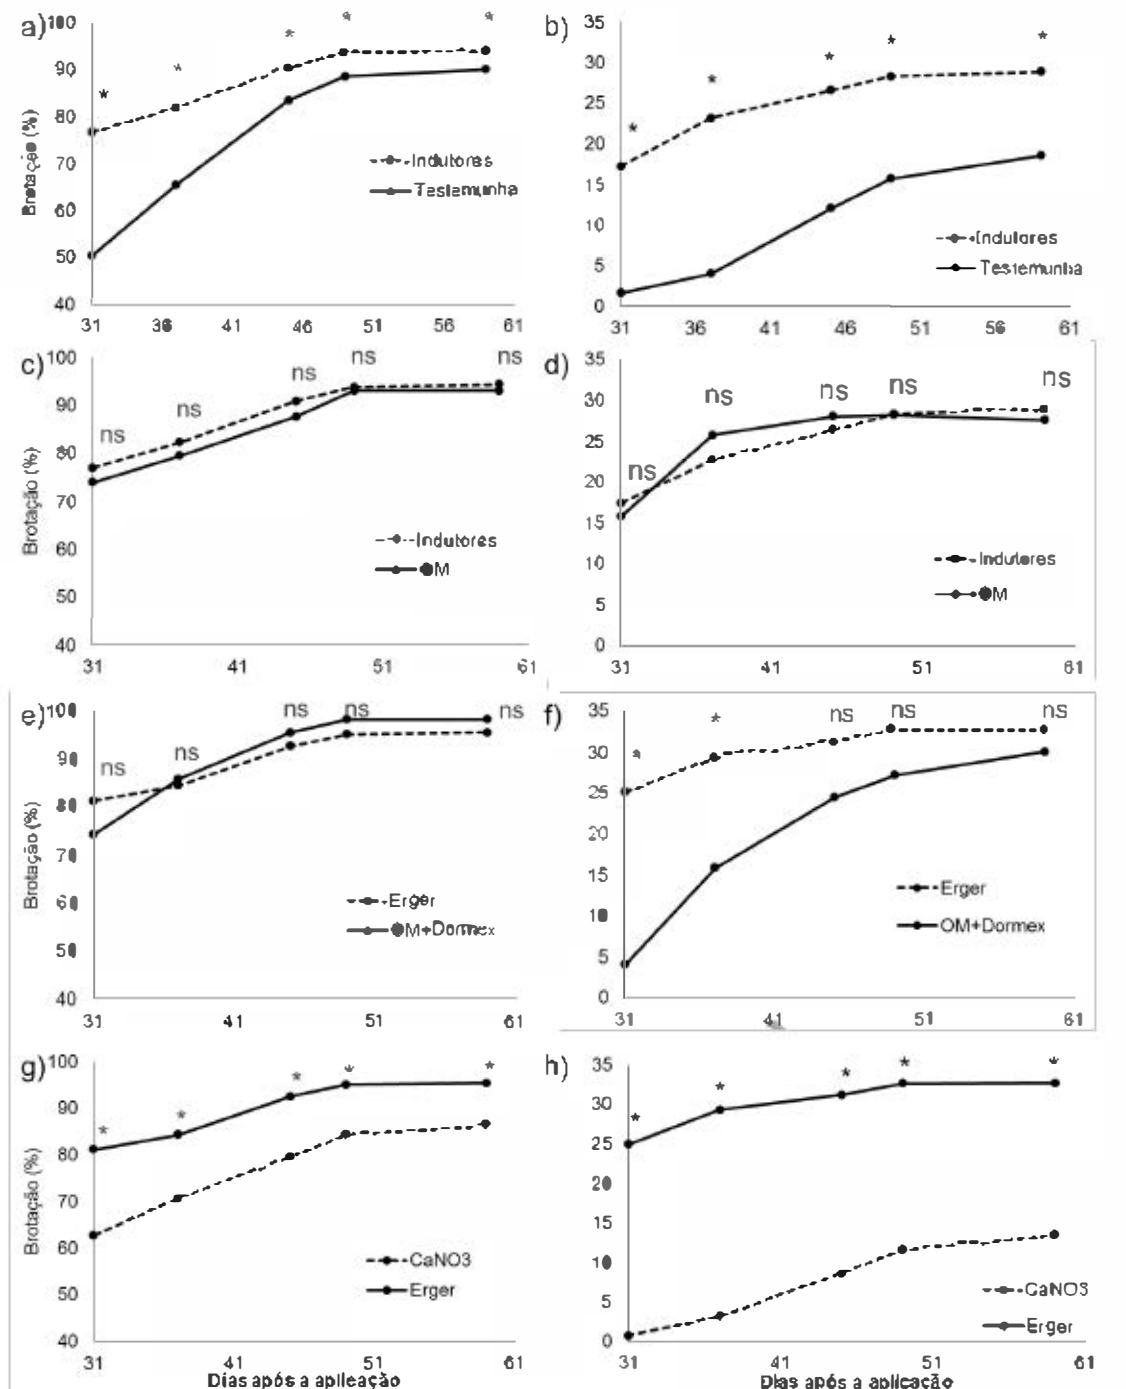 a)
100
90
80
70
60
50
40
Brotação (%)
* * * * *
Indutores
Testemunha
31 36 41 46 51 56 61
b)
35
30
25
20
15
10
5
0
* * * * *
Indutores
Testemunha
31 36 41 46 51 56 61
c)
100
90
80
70
60
50
40
Brotação (%)
ns ns ns ns ns
Indutores
OM
31 41 51 61
d)
35
30
25
20
15
10
5
0
ns ns ns ns ns
Indutores
OM
31 41 51 61
e)
100
90
80
70
60
50
40
Brotação (%)
ns ns ns ns ns
Erger
OM+Dormex
31 41 51 61
f)
35
30
25
20
15
10
5
0
* * ns ns ns
Erger
OM+Dormex
31 41 51 61
g)
100
90
80
70
60
50
40
Brotação (%)
* * * * *
CaNO3
Erger
31 41 51 61
Dias após a aplicação
h)
35
30
25
20
15
10
5
0
* * * * *
CaNO3
Erger
31 41 51 61
Dias após a aplicação